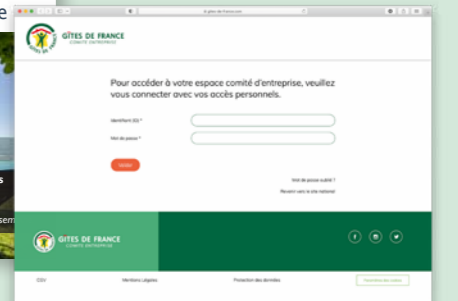 e
GÎTES DE FRANCE
COMITÉ ENTREPRISE
Pour accéder à votre espace comité d'entreprise, veuillez
vous connecter avec vos accès personnels.
Identifiant (ID) *
Mot de passe *
Mot de passe oublié ?
Revenir vers le site national
s
sem
GÎTES DE FRANCE
COMITÉ ENTREPRISE
CGV
Mentions Légales
Protection des données